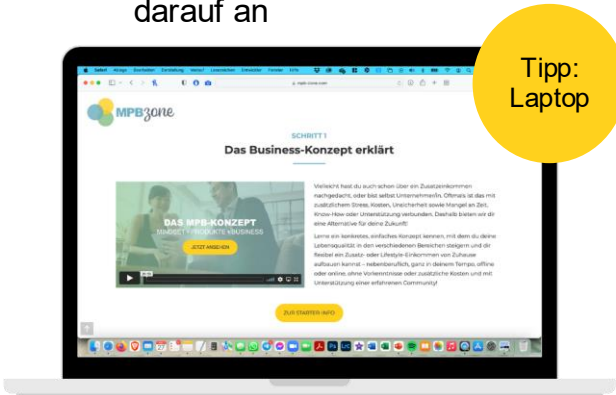 darauf an
Tipp:
Laptop
MPBzone
SCHRITT 1
Das Business-Konzept erklärt
DAS MPB-KONZEPT
MINDSET • PRODUKTE • BUSINESS
JETZT ANSEHEN
Vielleicht hast du auch schon über ein Zusatzeinkommen
nachgedacht, oder bist selbst Unternehmer/in. Oftmals ist das mit
zusätzlichem Stress, Kosten, Unsicherheit sowie Mangel an Zeit,
Know-How oder Unterstützung verbunden. Deshalb bieten wir dir
eine Alternative für deine Zukunft!
Lerne ein konkretes, einfaches Konzept kennen, mit dem du deine
Lebensqualität in den verschiedenen Bereichen steigern und dir
flexibel ein Zusatz- oder Lifestyle-Einkommen von Zuhause
aufbauen kannst – nebenberuflich, ganz in deinem Tempo, offline
oder online, ohne Vorkenntnisse oder zusätzliche Kosten und mit
Unterstützung einer erfahrenen Community!
ZUR STARTER-INFO